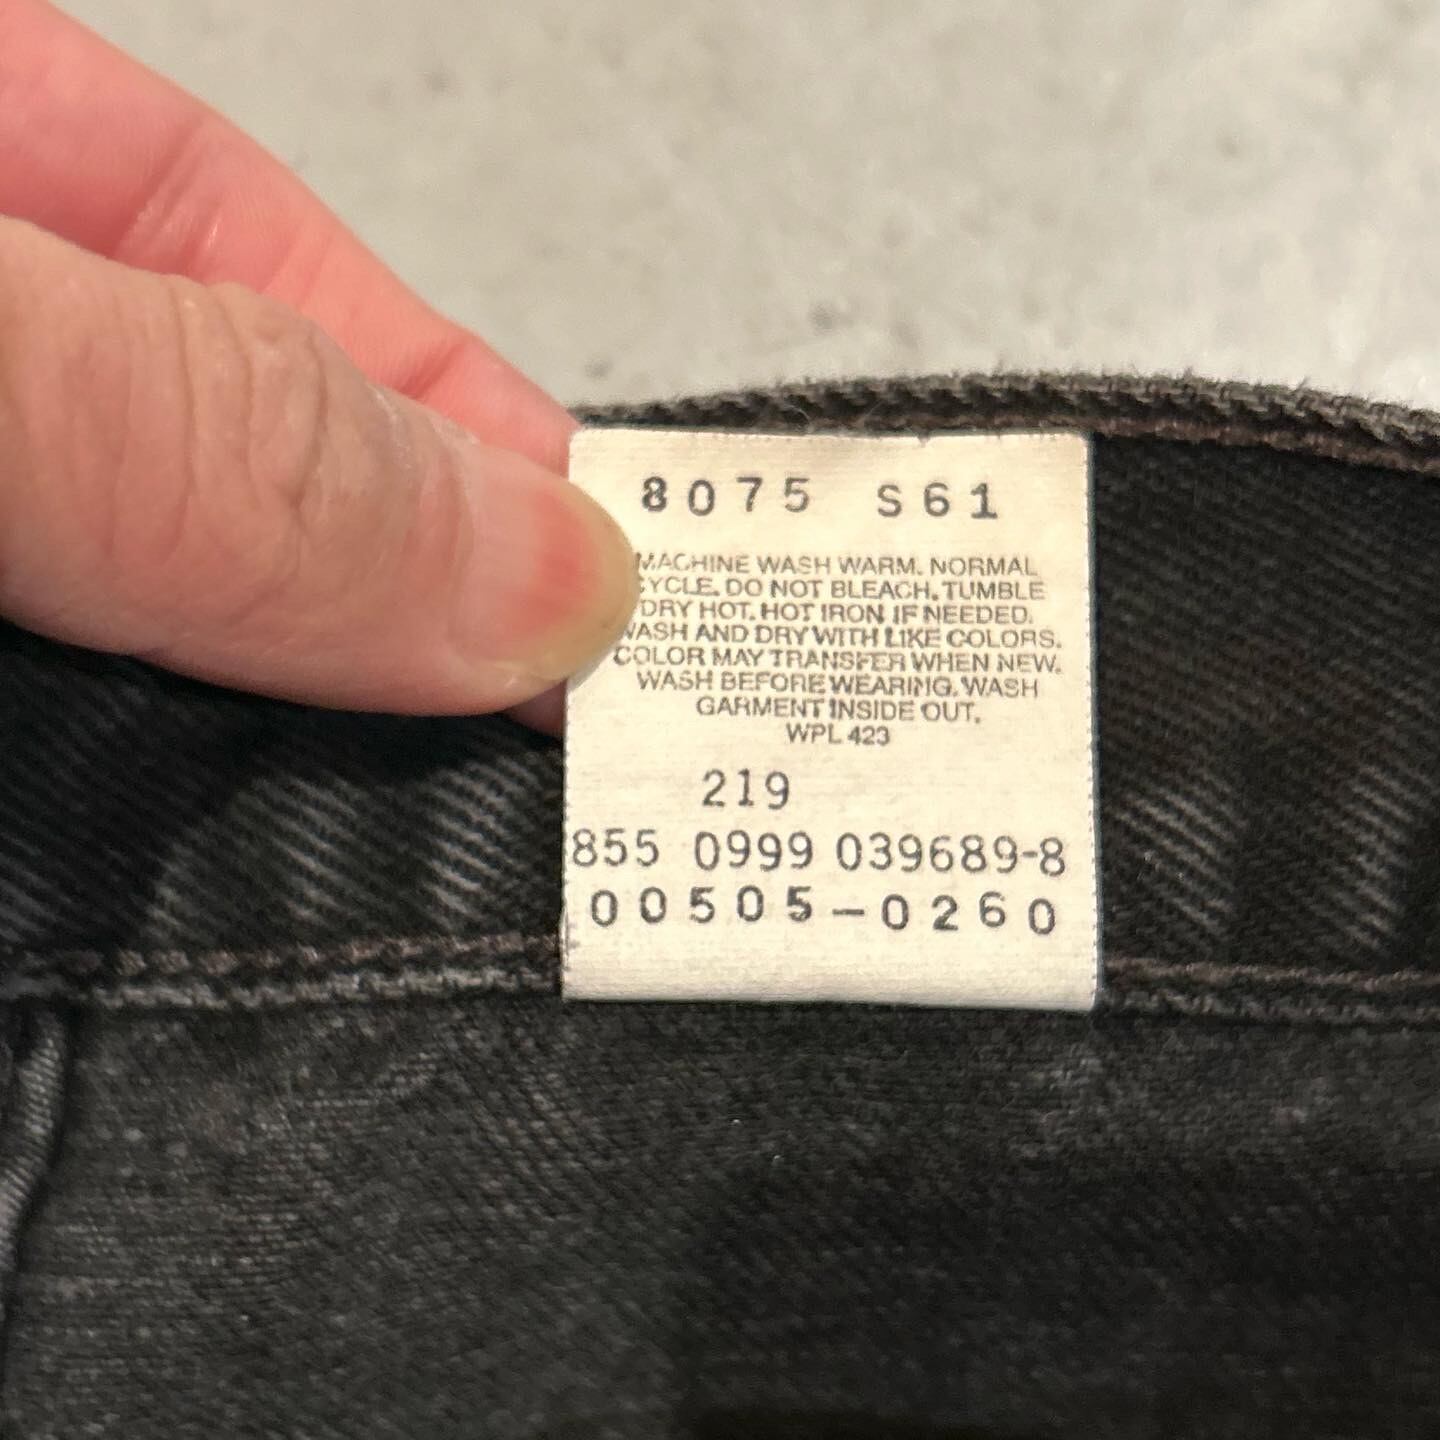 8075 S61
MACHINE WASH WARM. NORMAL
CYCLE. DO NOT BLEACH. TUMBLE
DRY HOT. HOT IRON IF NEEDED.
WASH AND DRY WITH LIKE COLORS.
COLOR MAY TRANSFER WHEN NEW.
WASH BEFORE WEARING. WASH
GARMENT INSIDE OUT.
WPL 423
219
855 0999 039689-8
00505-0260